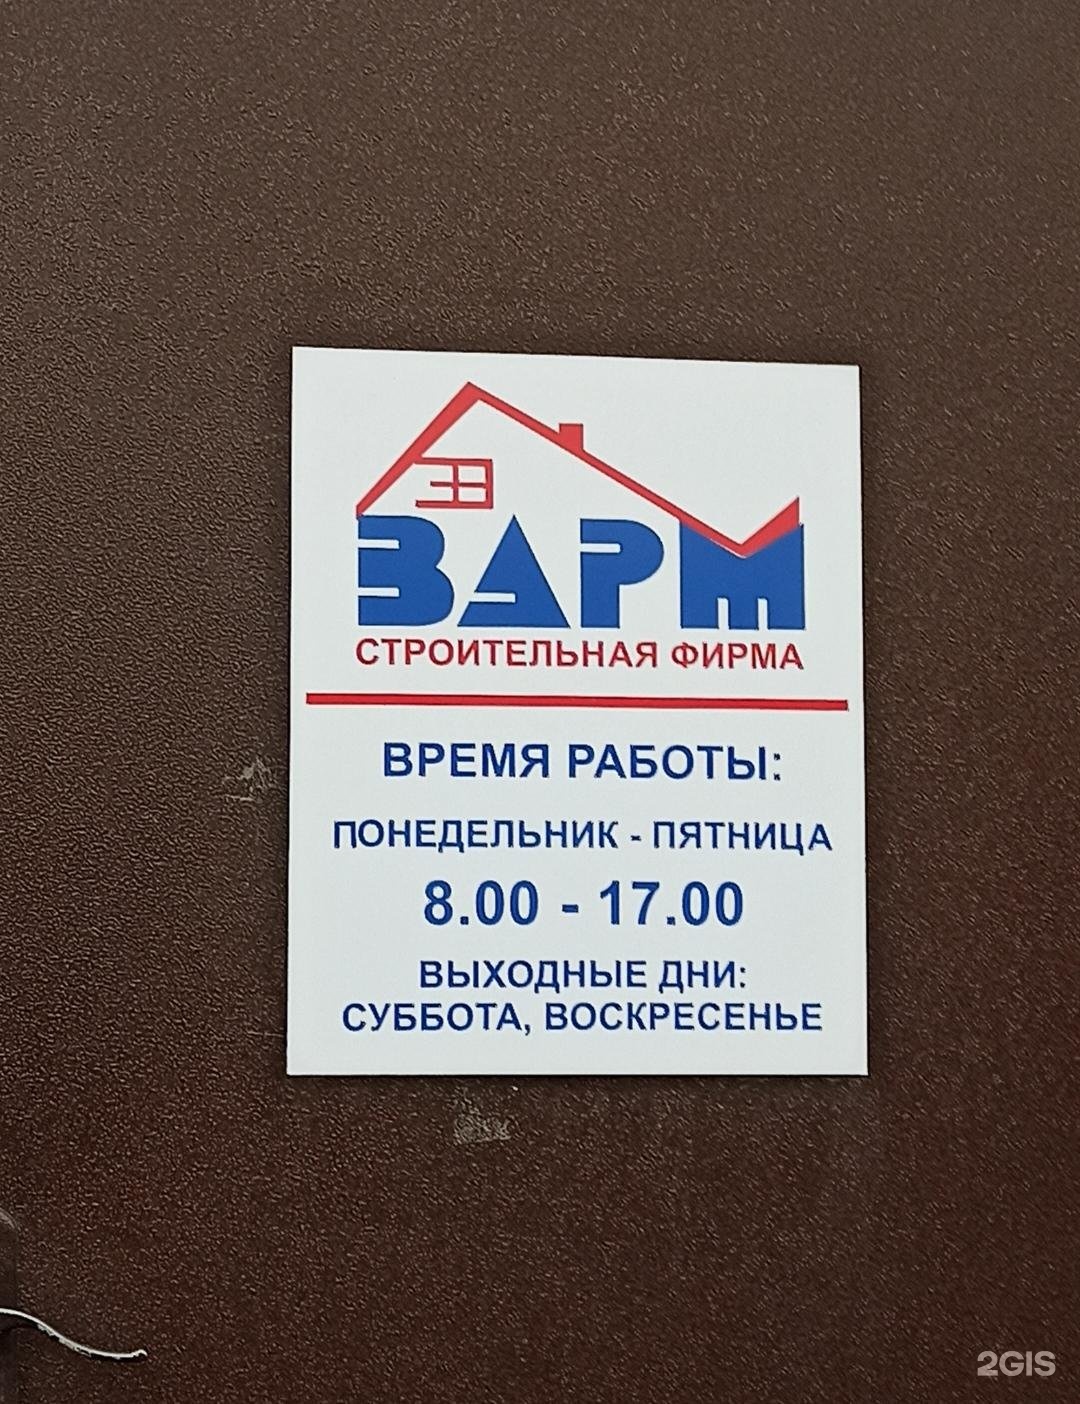 ЗАРМ
СТРОИТЕЛЬНАЯ ФИРМА
ВРЕМЯ РАБОТЫ:
ПОНЕДЕЛЬНИК - ПЯТНИЦА
8.00 - 17.00
ВЫХОДНЫЕ ДНИ:
СУББОТА, ВОСКРЕСЕНЬЕ
2GIS